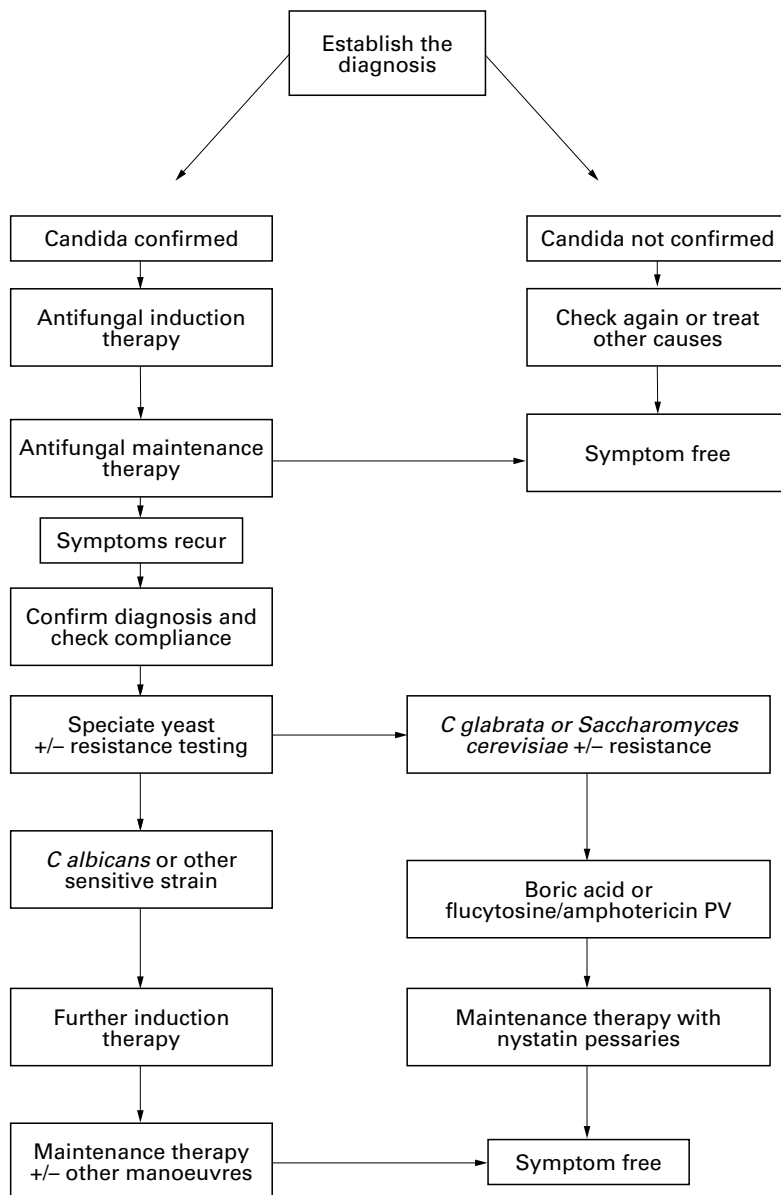 Establish the
diagnosis
Candida confirmed
Candida not confirmed
Antifungal induction
therapy
Check again or treat
other causes
Antifungal maintenance
therapy
Symptom free
Symptoms recur
Confirm diagnosis and
check compliance
Speciate yeast
+/– resistance testing
C glabrata or Saccharomyces
cerevisiae +/– resistance
C albicans or other
sensitive strain
Boric acid or
flucytosine/amphotericin PV
Further induction
therapy
Maintenance therapy with
nystatin pessaries
Maintenance therapy
+/– other manoeuvres
Symptom free